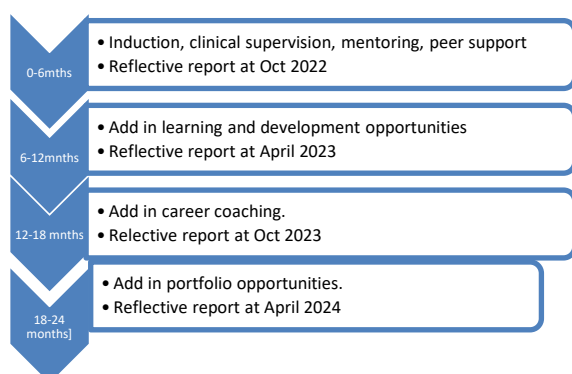 0-6mths
• Induction, clinical supervision, mentoring, peer support
• Reflective report at Oct 2022
6-12mnths
• Add in learning and development opportunities
• Reflective report at April 2023
12-18 mnths
• Add in career coaching.
• Relective report at Oct 2023
18-24
months]
• Add in portfolio opportunities.
• Reflective report at April 2024